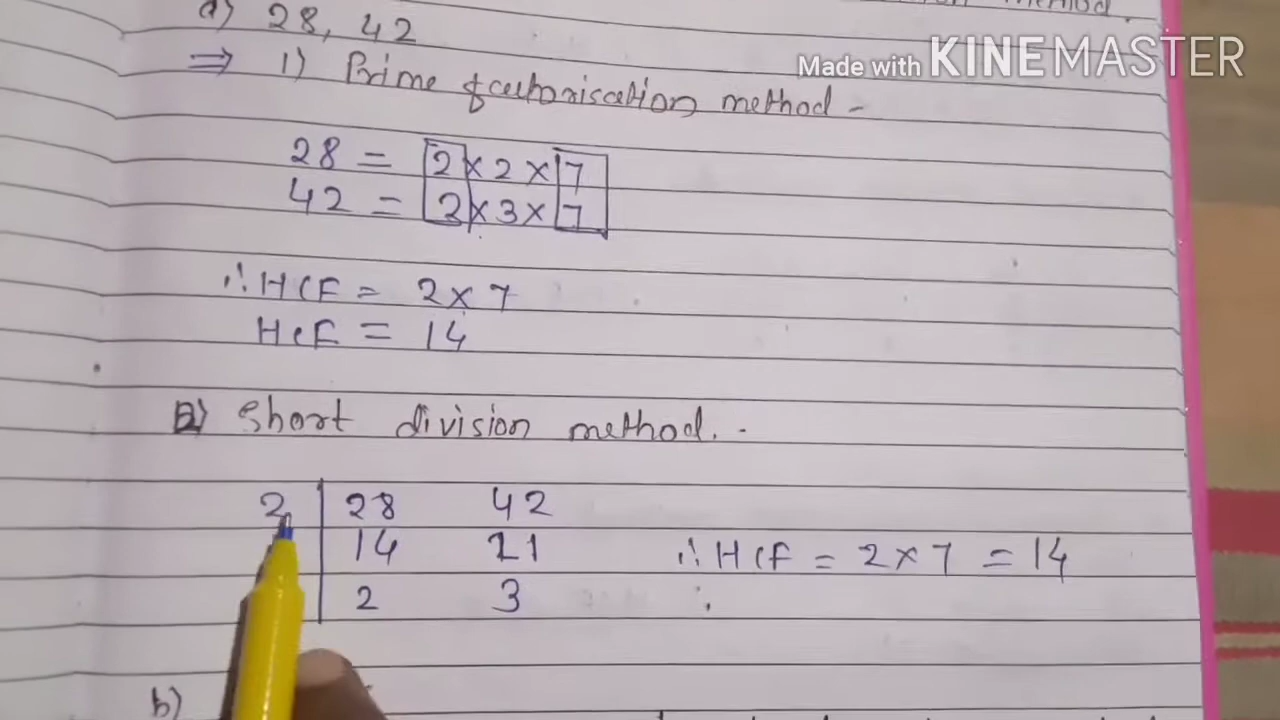 method.
a) 28, 42
Made with KINEMASTER
⇒ 1) Prime factorisation method -
28 = 2 × 2 × 7
42 = 2 × 3 × 7
∴ HCF = 2 × 7
HCF = 14
2) Short division method. -
2 | 28 42
14 21
∴ HCF = 2 × 7 = 14
2 3
b)